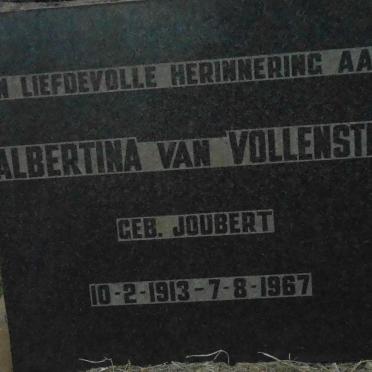 N LIEFDEVOLLE HERINNERING AA
ALBERTINA VAN VOLLENST
GEB. JOUBERT
10-2-1913-7-8-1967